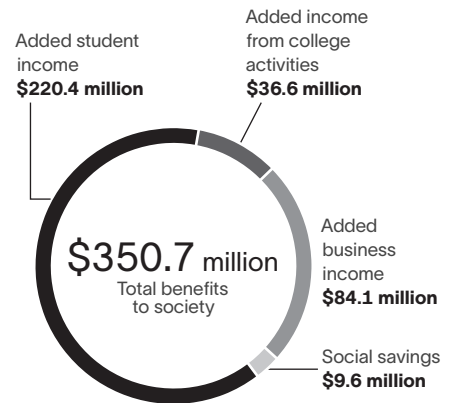 Added student
income
$220.4 million
Added income
from college
activities
$36.6 million
$350.7 million
Total benefits
to society
Added
business
income
$84.1 million
Social savings
$9.6 million